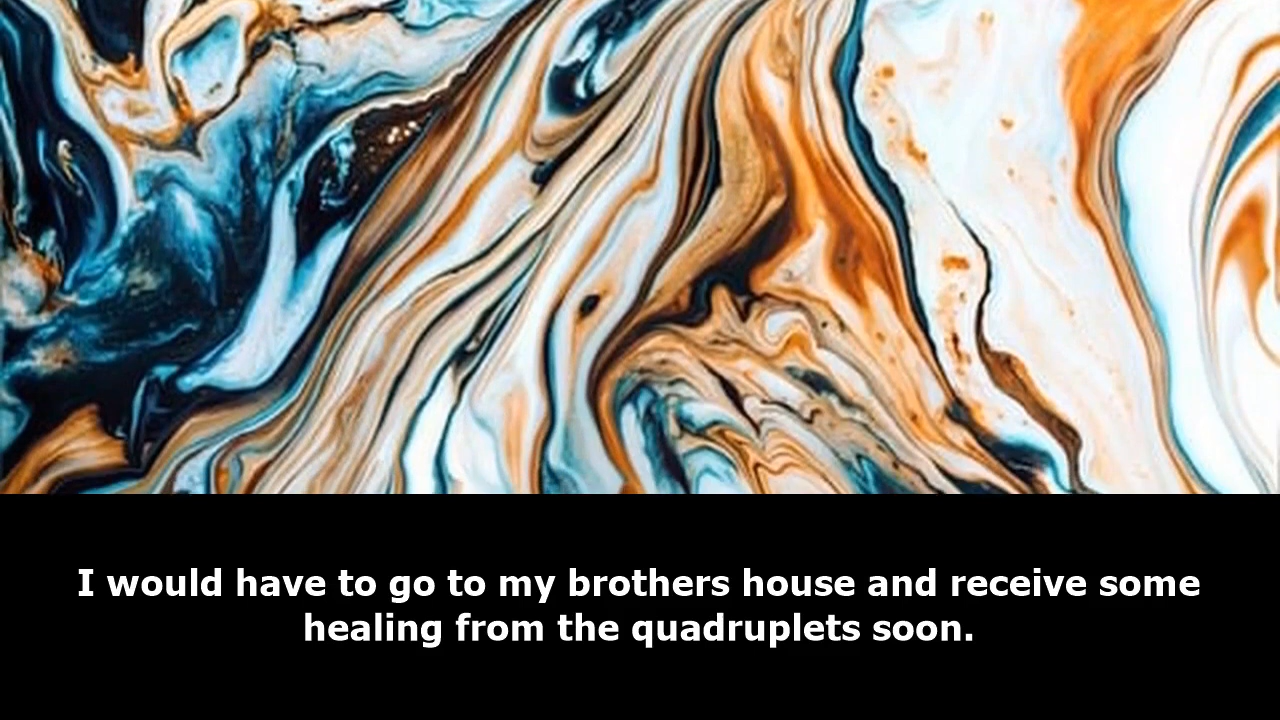 I would have to go to my brothers house and receive some
healing from the quadruplets soon.